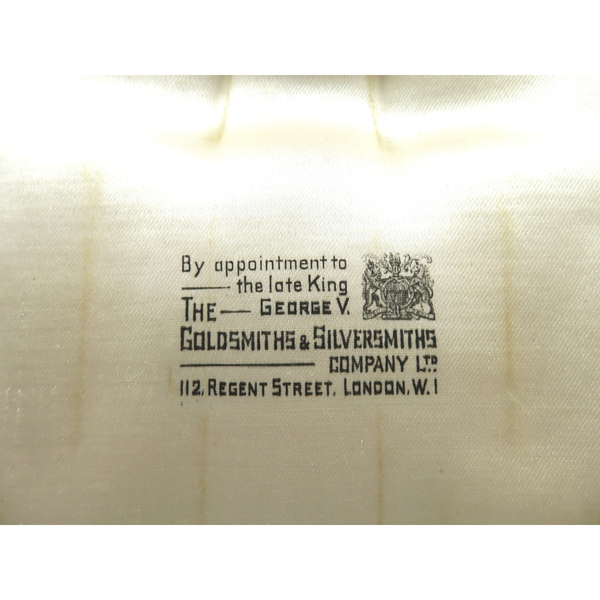 By appointment to
the late King
THE — GEORGE V.
GOLDSMITHS & SILVERSMITHS
COMPANY LTD
112, REGENT STREET, LONDON, W.1